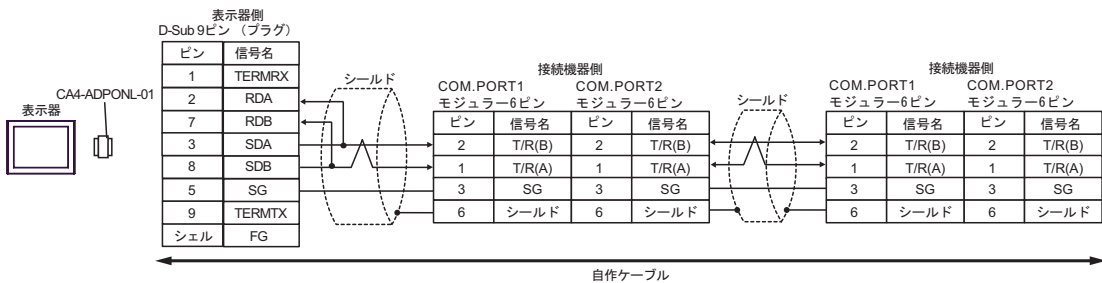 表示器
CA4-ADPONL-01
表示器側
D-Sub 9ピン （プラグ）
ピン 信号名
1 TERMRX
2 RDA
7 RDB
3 SDA
8 SDB
5 SG
9 TERMTX
シェル FG
シールド
接続機器側
COM.PORT1 COM.PORT2
モジュラー6ピン モジュラー6ピン
ピン 信号名 ピン 信号名
2 T/R(B) 2 T/R(B)
1 T/R(A) 1 T/R(A)
3 SG 3 SG
6 シールド 6 シールド
シールド
接続機器側
COM.PORT1 COM.PORT2
モジュラー6ピン モジュラー6ピン
ピン 信号名 ピン 信号名
2 T/R(B) 2 T/R(B)
1 T/R(A) 1 T/R(A)
3 SG 3 SG
6 シールド 6 シールド
自作ケーブル